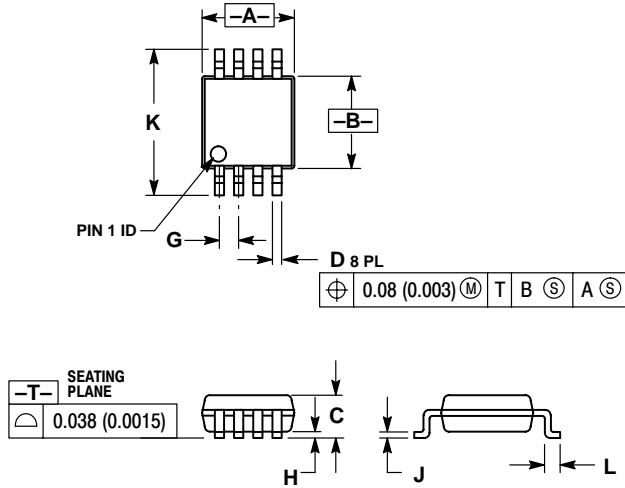 –A–
K
–B–
PIN 1 ID
G
D 8 PL
0.08 (0.003) Ⓜ T B Ⓢ A Ⓢ
–T– SEATING
PLANE
0.038 (0.0015)
C
H
J
L